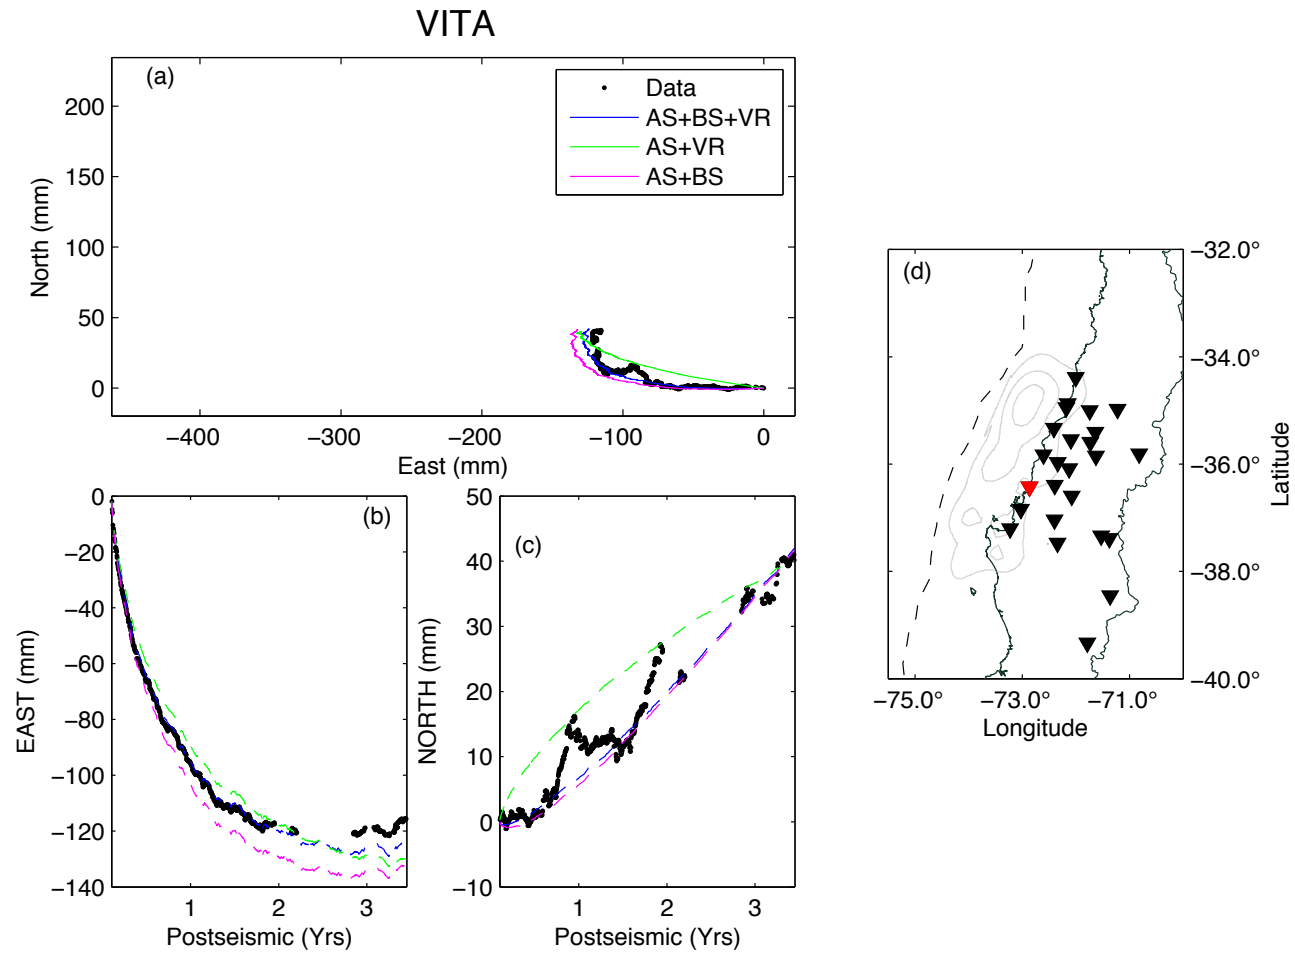 VITA
(a)
Data
AS+BS+VR
AS+VR
AS+BS
200
150
100
50
0
North (mm)
−400 −300 −200 −100 0
East (mm)
(b)
0
−20
−40
−60
−80
−100
−120
−140
EAST (mm)
1 2 3
Postseismic (Yrs)
(c)
50
40
30
20
10
0
−10
NORTH (mm)
1 2 3
Postseismic (Yrs)
(d)
−32.0°
−34.0°
−36.0°
−38.0°
−40.0°
Latitude
−75.0° −73.0° −71.0°
Longitude